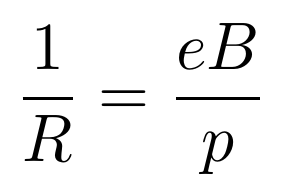 1/R = eB/p